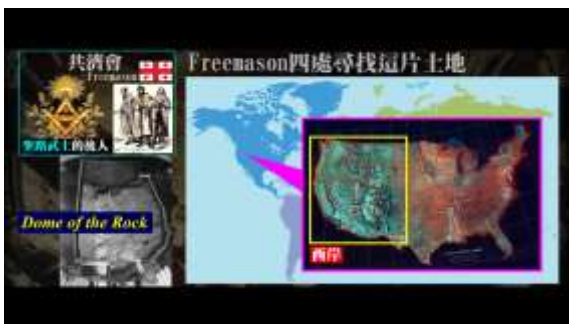 共濟會
Freemason
聖殿武士的後人
Freemason四處尋找這片土地
Dome of the Rock
西岸